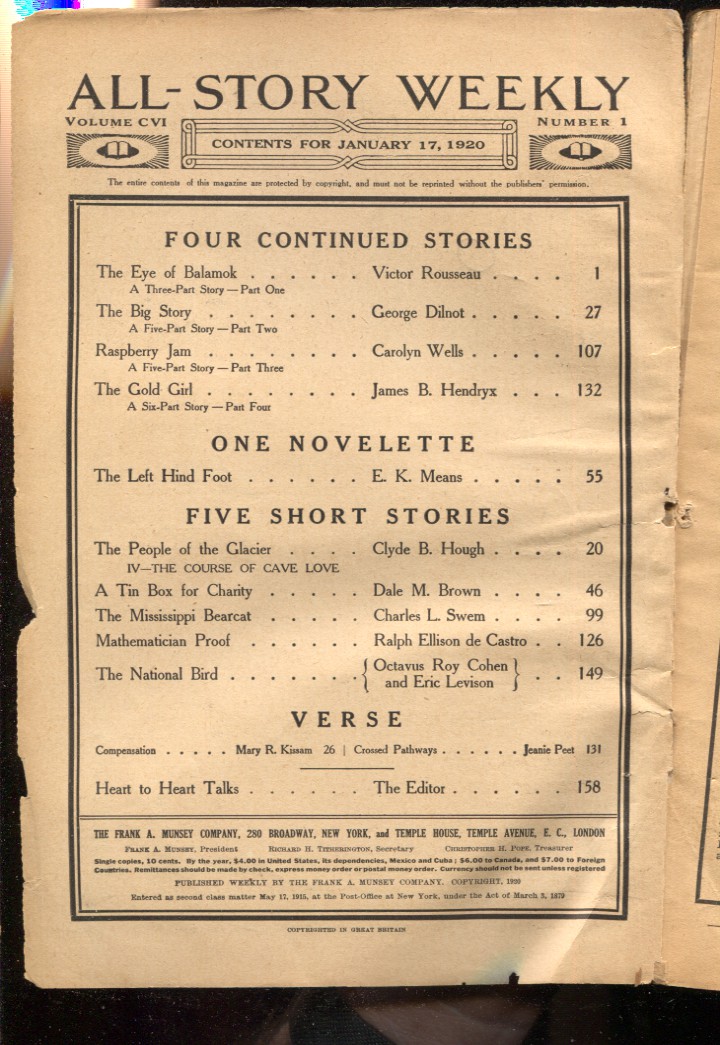 ALL-STORY WEEKLY
VOLUME CVI
NUMBER 1
CONTENTS FOR JANUARY 17, 1920
The entire contents of this magazine are protected by copyright, and must not be reprinted without the publishers' permission.
FOUR CONTINUED STORIES
The Eye of Balamok . . . . . . Victor Rousseau . . . . 1
A Three-Part Story — Part One
The Big Story . . . . . . . . George Dilnot . . . . . 27
A Five-Part Story — Part Two
Raspberry Jam . . . . . . . . Carolyn Wells . . . . . 107
A Five-Part Story — Part Three
The Gold Girl . . . . . . . . James B. Hendryx . . . 132
A Six-Part Story — Part Four
ONE NOVELETTE
The Left Hind Foot . . . . . . E. K. Means . . . . . 55
FIVE SHORT STORIES
The People of the Glacier . . . . Clyde B. Hough . . . . 20
IV—THE COURSE OF CAVE LOVE
A Tin Box for Charity . . . . . Dale M. Brown . . . . 46
The Mississippi Bearcat . . . . . Charles L. Swem . . . . 99
Mathematician Proof . . . . . . Ralph Ellison de Castro . . 126
The National Bird . . . . . . . { Octavus Roy Cohen
and Eric Levison } . . 149
VERSE
Compensation . . . . . Mary R. Kissam 26 | Crossed Pathways . . . . . . Jeanie Peet 131
Heart to Heart Talks . . . . . . The Editor . . . . . . 158
THE FRANK A. MUNSEY COMPANY, 280 BROADWAY, NEW YORK, and TEMPLE HOUSE, TEMPLE AVENUE, E. C., LONDON
FRANK A. MUNSEY, President RICHARD H. TITHERINGTON, Secretary CHRISTOPHER H. POPE, Treasurer
Single copies, 10 cents. By the year, $4.00 in United States, its dependencies, Mexico and Cuba; $6.00 to Canada, and $7.00 to Foreign
Countries. Remittances should be made by check, express money order or postal money order. Currency should not be sent unless registered
PUBLISHED WEEKLY BY THE FRANK A. MUNSEY COMPANY. COPYRIGHT, 1920
Entered as second class matter May 17, 1915, at the Post-Office at New York, under the Act of March 3, 1879
COPYRIGHTED IN GREAT BRITAIN